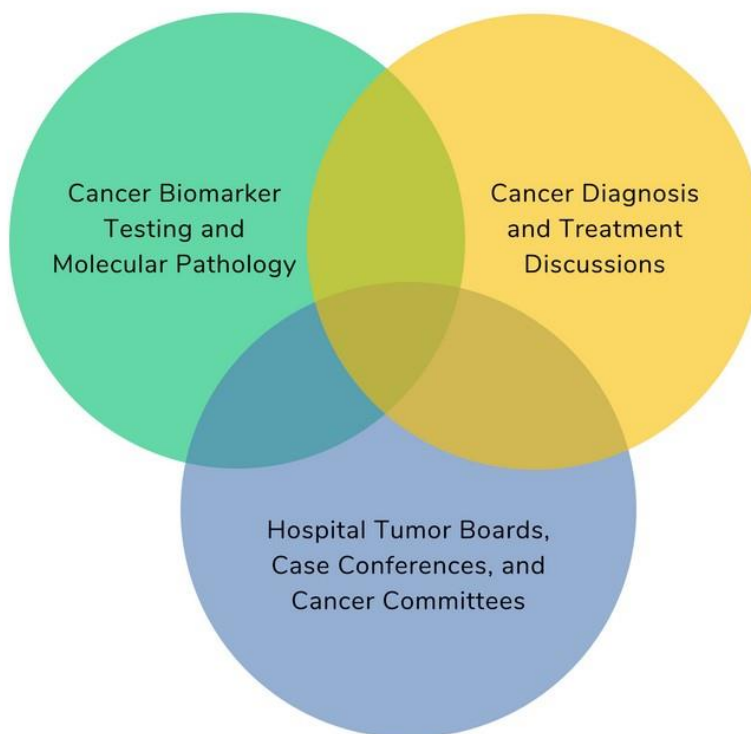 Cancer Biomarker
Testing and
Molecular Pathology
Cancer Diagnosis
and Treatment
Discussions
Hospital Tumor Boards,
Case Conferences, and
Cancer Committees